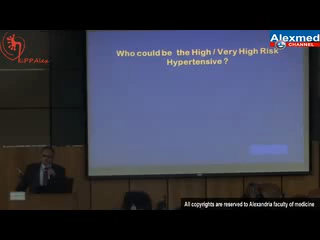 Alexmed
CHANNEL
E.P.P.Alex
Who could be the High / Very High Risk
Hypertensive ?
All copyrights are reserved to Alexandria faculty of medicine